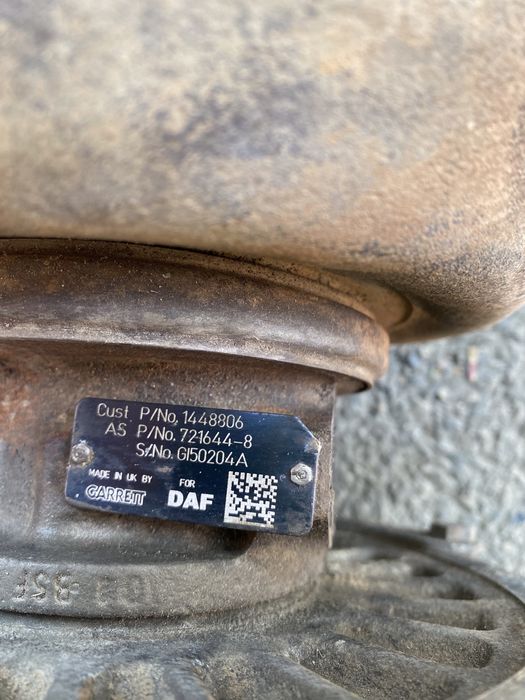 Cust P/No. 1448806
AS P/No. 721644-8
S/No. GI50204A
MADE IN UK BY GARRETT FOR DAF